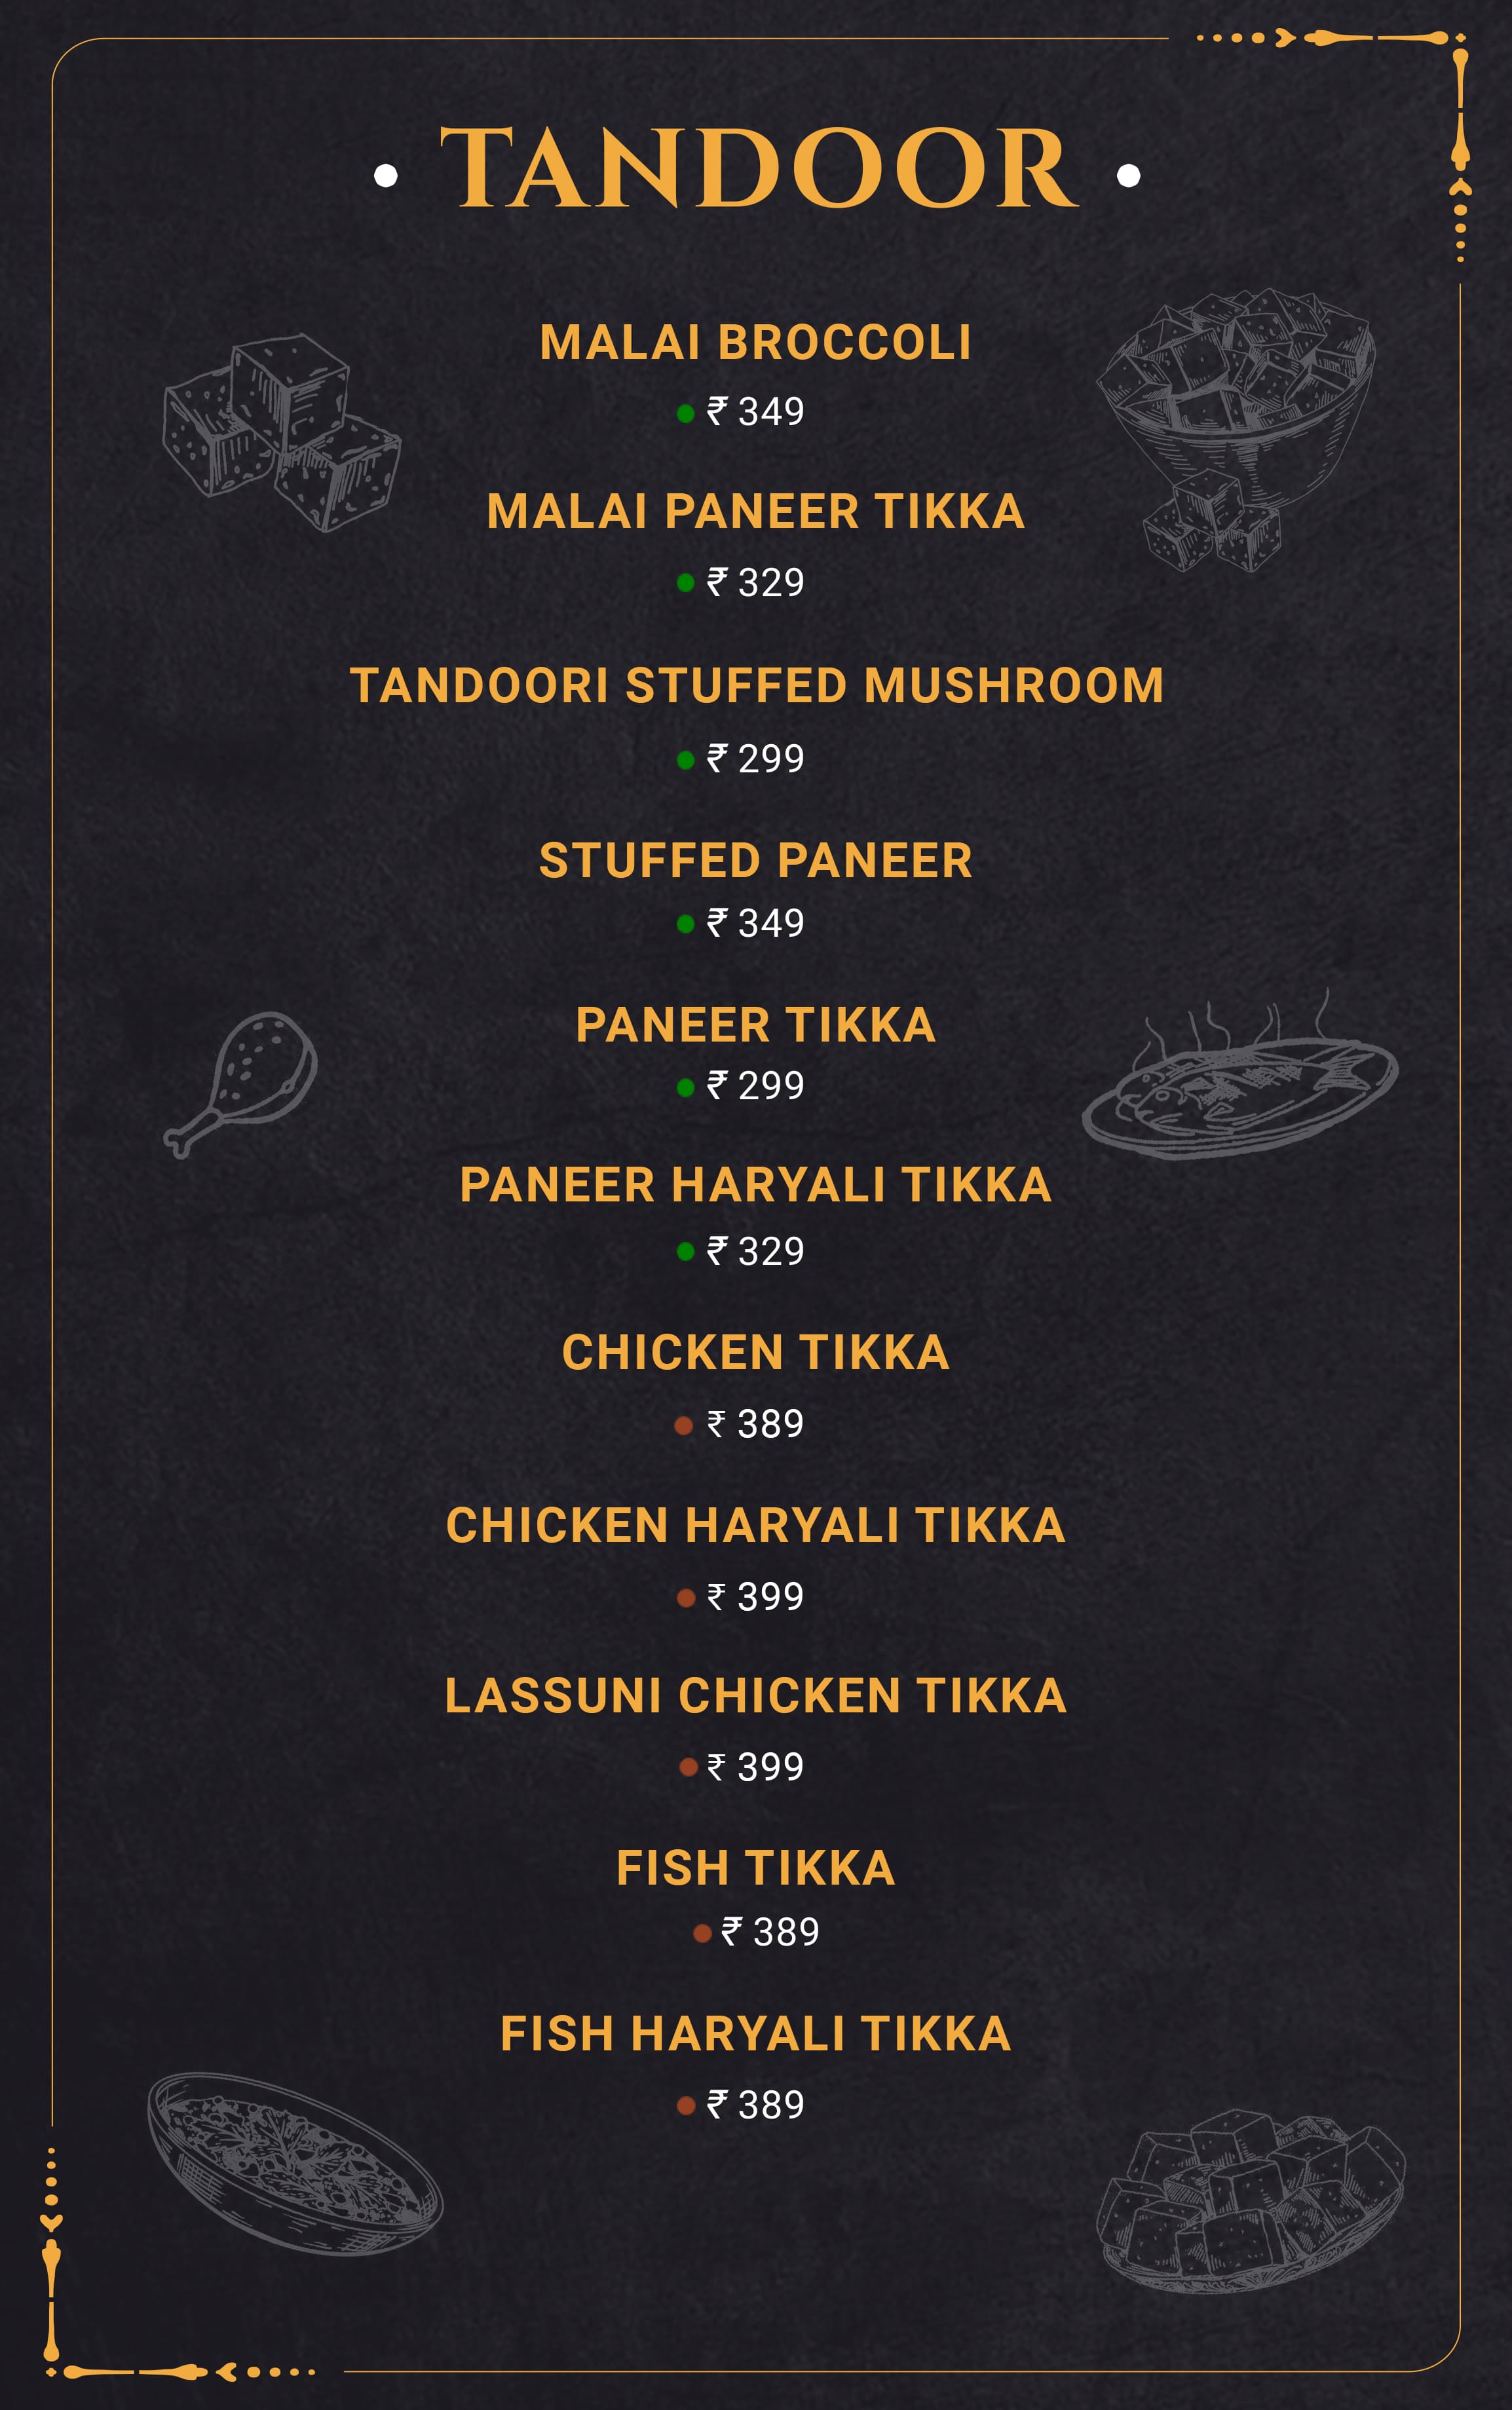 TANDOOR
MALAI BROCCOLI
₹ 349
MALAI PANEER TIKKA
₹ 329
TANDOORI STUFFED MUSHROOM
₹ 299
STUFFED PANEER
₹ 349
PANEER TIKKA
₹ 299
PANEER HARYALI TIKKA
₹ 329
CHICKEN TIKKA
₹ 389
CHICKEN HARYALI TIKKA
₹ 399
LASSUNI CHICKEN TIKKA
₹ 399
FISH TIKKA
₹ 389
FISH HARYALI TIKKA
₹ 389